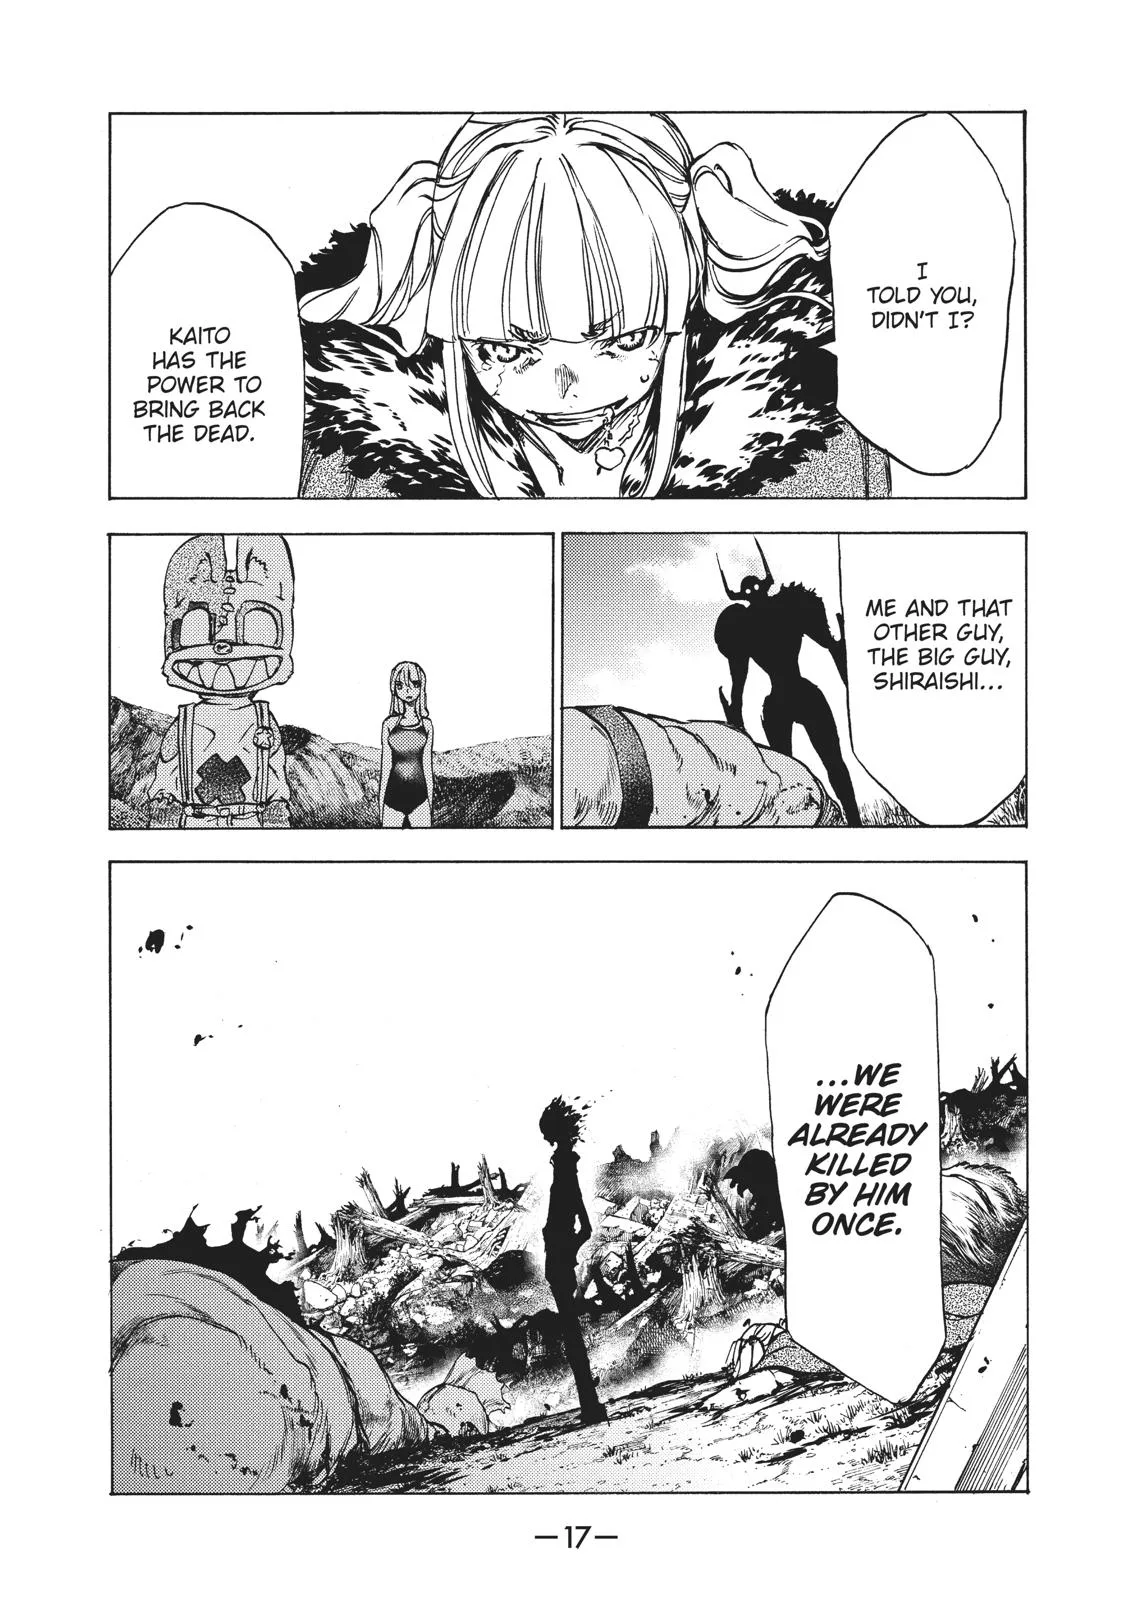 I
TOLD YOU,
DIDN'T I?
KAITO
HAS THE
POWER TO
BRING BACK
THE DEAD.
ME AND THAT
OTHER GUY,
THE BIG GUY,
SHIRAISHI...
...WE
WERE
ALREADY
KILLED
BY HIM
ONCE.
—17—